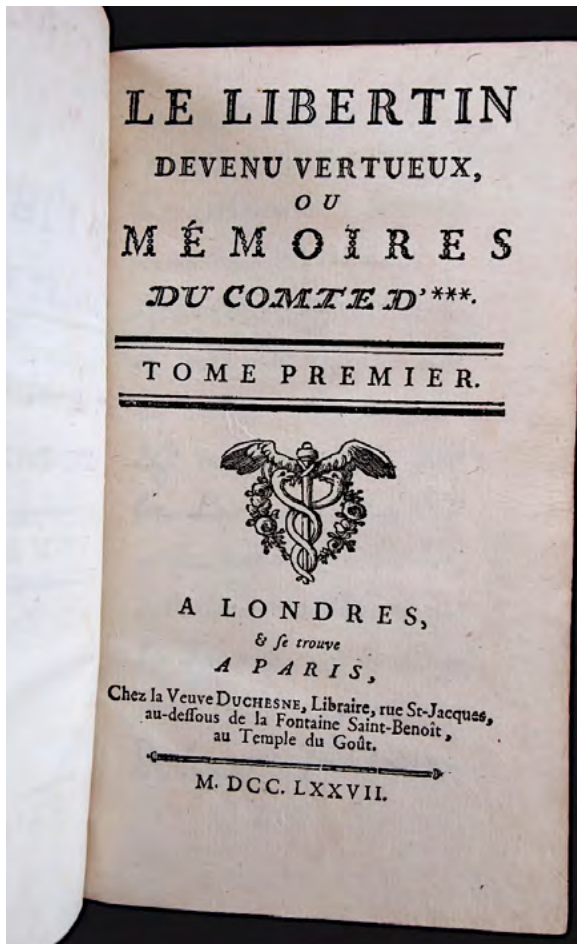 LE LIBERTIN
DEVENU VERTUEUX,
OU
MÉMOIRES
DU COMTE D'***.
TOME PREMIER.
A LONDRES,
& ſe trouve
A PARIS,
Chez la Veuve DUCHESNE, Libraire, rue St-Jacques,
au-deſſous de la Fontaine Saint-Benoît,
au Temple du Goût.
M. DCC. LXXVII.